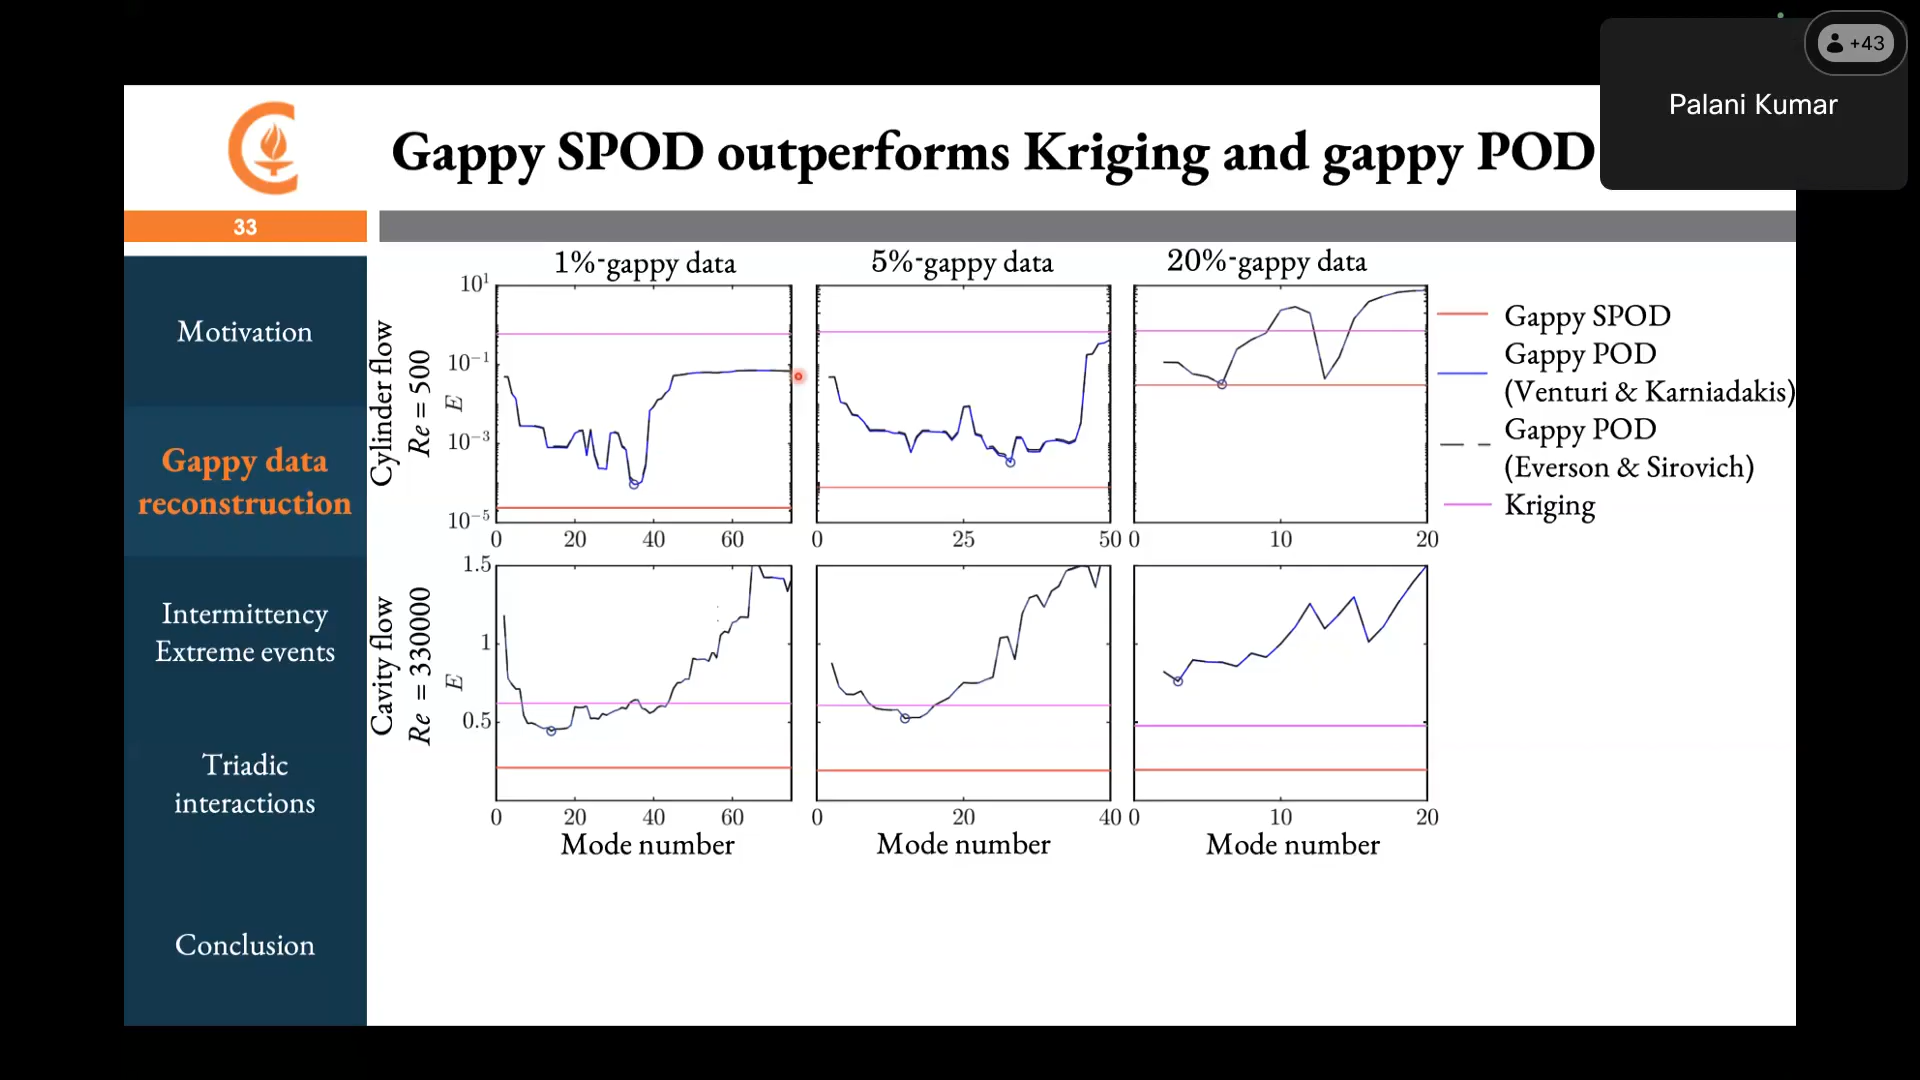 +43
Palani Kumar
Gappy SPOD outperforms Kriging and gappy POD
33
Motivation
Gappy data
reconstruction
Intermittency
Extreme events
Triadic
interactions
Conclusion
1%-gappy data
5%-gappy data
20%-gappy data
Cylinder flow
Re = 500
E
10^1
10^-1
10^-3
10^-5
0 20 40 60
0 25 50
0 10 20
Gappy SPOD
Gappy POD
(Venturi & Karniadakis)
Gappy POD
(Everson & Sirovich)
Kriging
Cavity flow
Re = 330000
E
1.5
1
0.5
0 20 40 60
0 20 40
0 10 20
Mode number
Mode number
Mode number